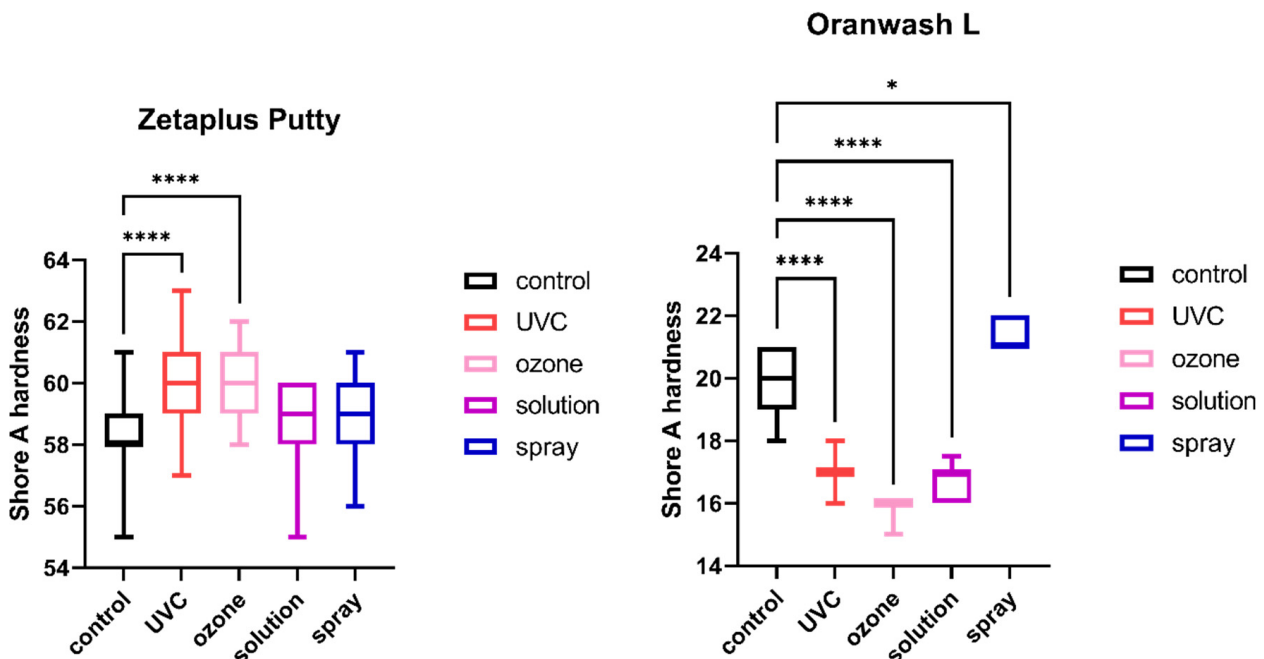 Zetaplus Putty
****
****
Shore A hardness
64
62
60
58
56
54
control
UVC
ozone
solution
spray
control
UVC
ozone
solution
spray
Oranwash L
*
****
****
****
Shore A hardness
24
22
20
18
16
14
control
UVC
ozone
solution
spray
control
UVC
ozone
solution
spray